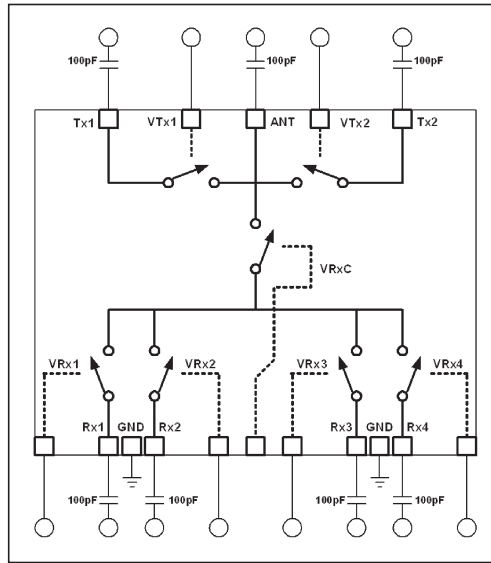 100pF 100pF 100pF
Tx1 VTx1 ANT VTx2 Tx2
VRxC
VRx1 VRx2 VRx3 VRx4
Rx1 GND Rx2 Rx3 GND Rx4
100pF 100pF 100pF 100pF